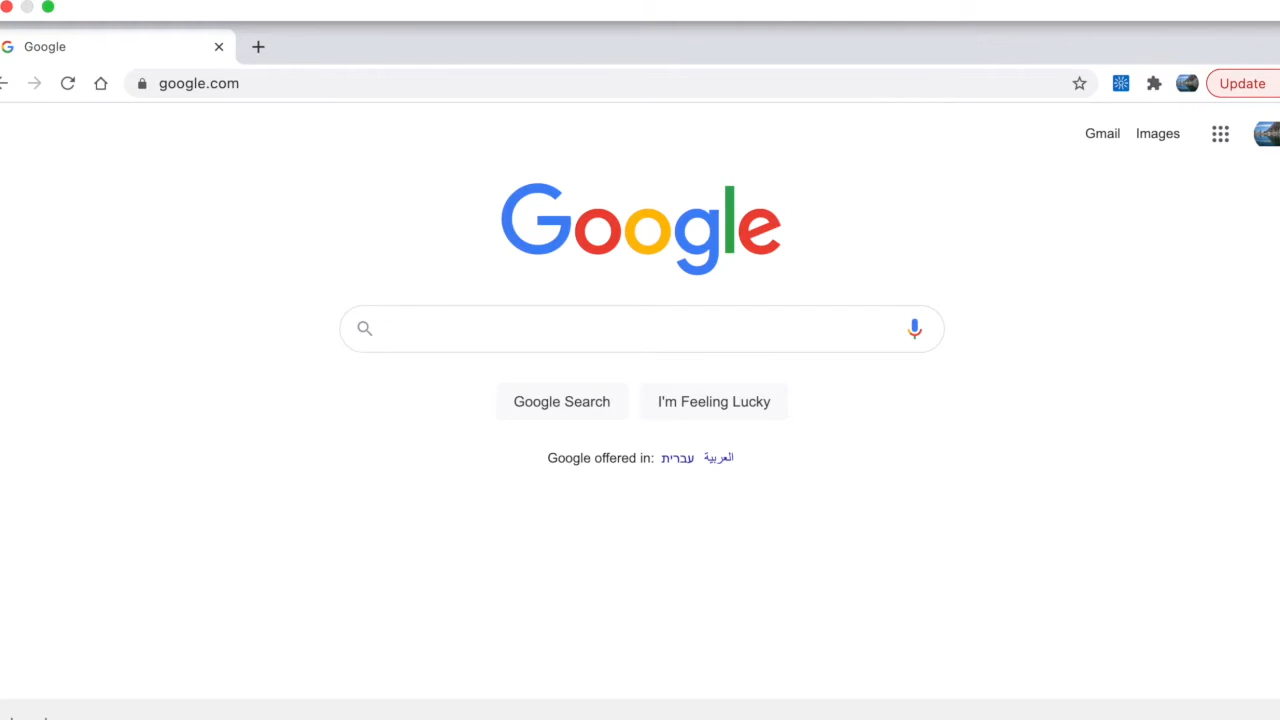 Google
google.com
Update
Gmail Images
Google
Google Search I'm Feeling Lucky
Google offered in: עברית العربية